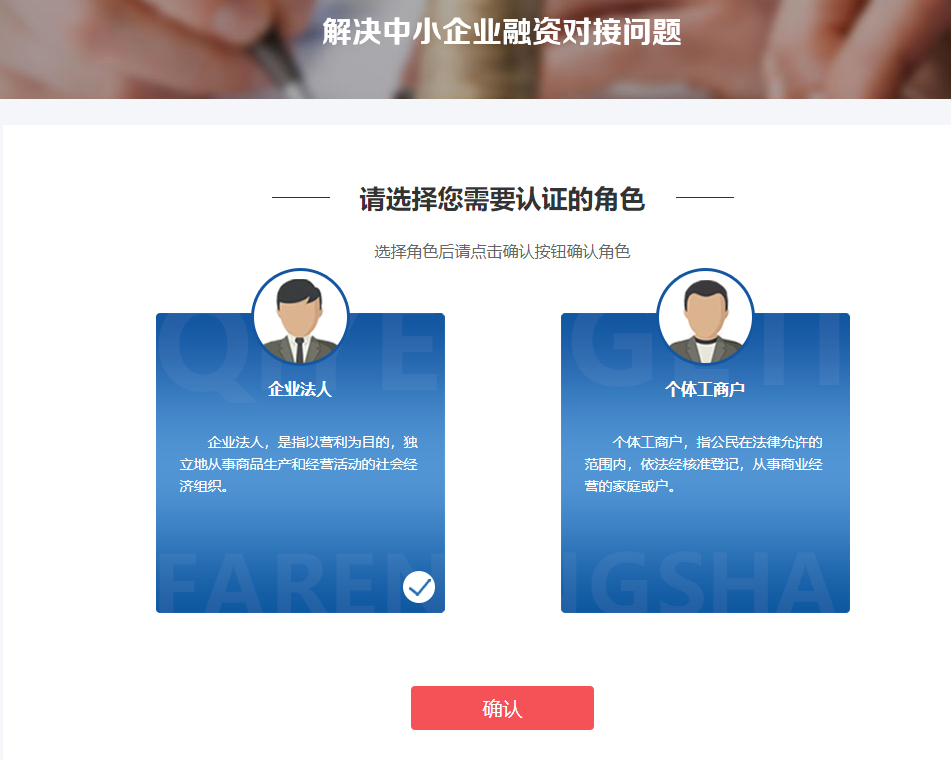 解决中小企业融资对接问题
请选择您需要认证的角色
选择角色后请点击确认按钮确认角色
QIYE
企业法人
企业法人，是指以营利为目的，独
立地从事商品生产和经营活动的社会经
济组织。
FAREN
GETI
个体工商户
个体工商户，指公民在法律允许的
范围内，依法经核准登记，从事商业经
营的家庭或户。
GSHA
确认